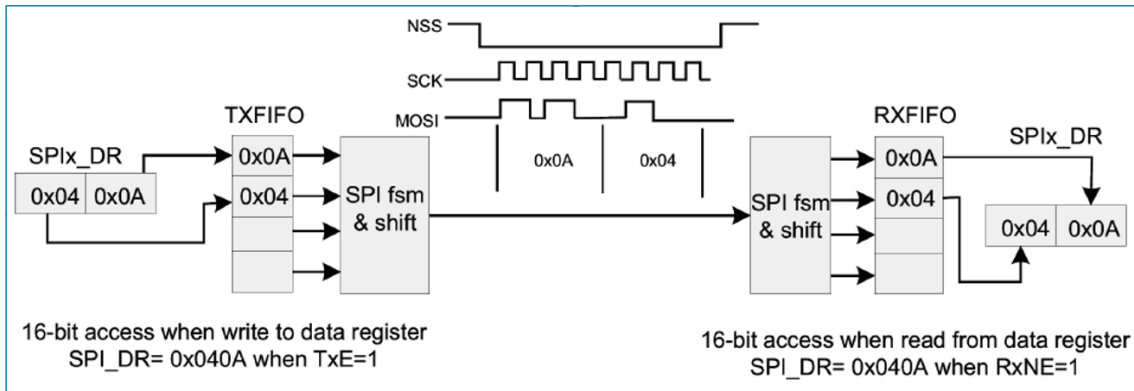 NSS
SCK
MOSI
TXFIFO
RXFIFO
SPIx_DR
SPIx_DR
0x04 0x0A
0x0A
0x04
SPI fsm
& shift
0x0A
0x04
SPI fsm
& shift
0x0A
0x04
0x04 0x0A
16-bit access when write to data register
SPI_DR= 0x040A when TxE=1
16-bit access when read from data register
SPI_DR= 0x040A when RxNE=1